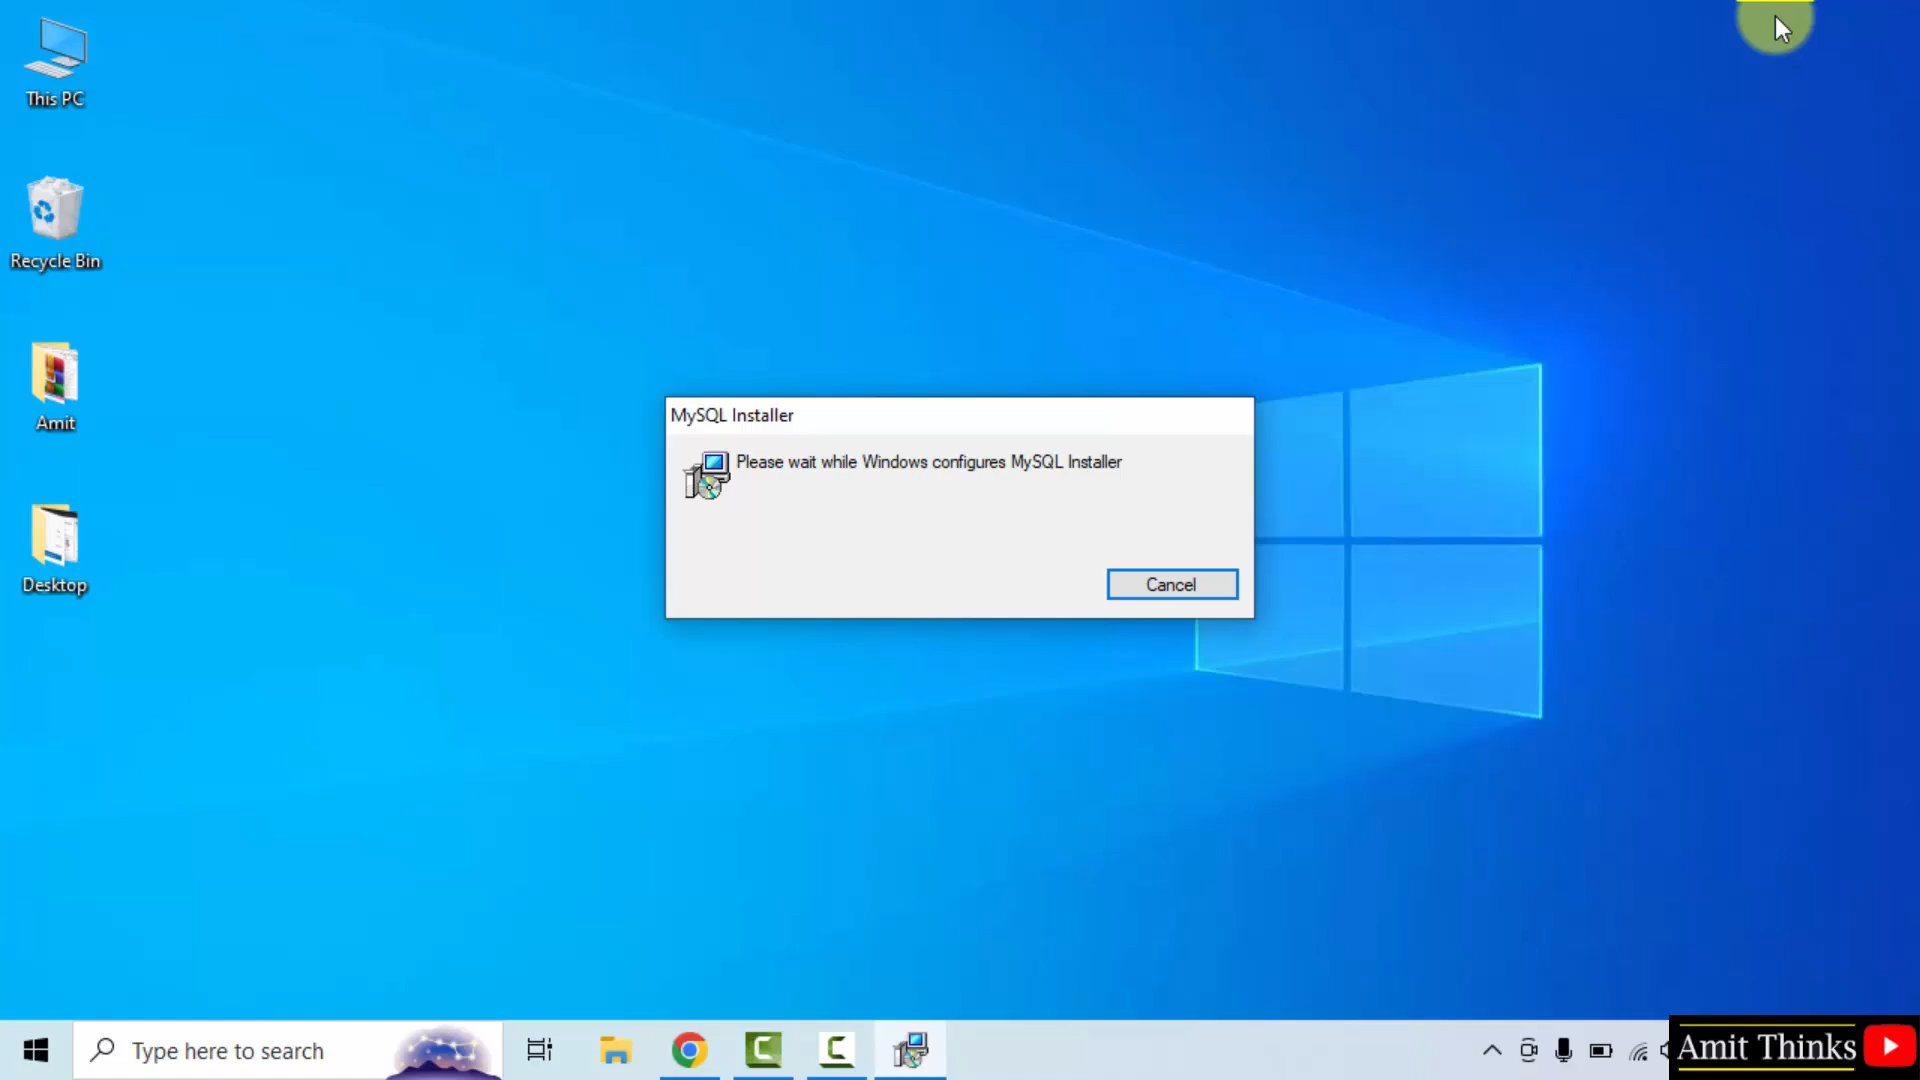 This PC
Recycle Bin
Amit
Desktop
MySQL Installer
Please wait while Windows configures MySQL Installer
Cancel
Type here to search
Amit Thinks